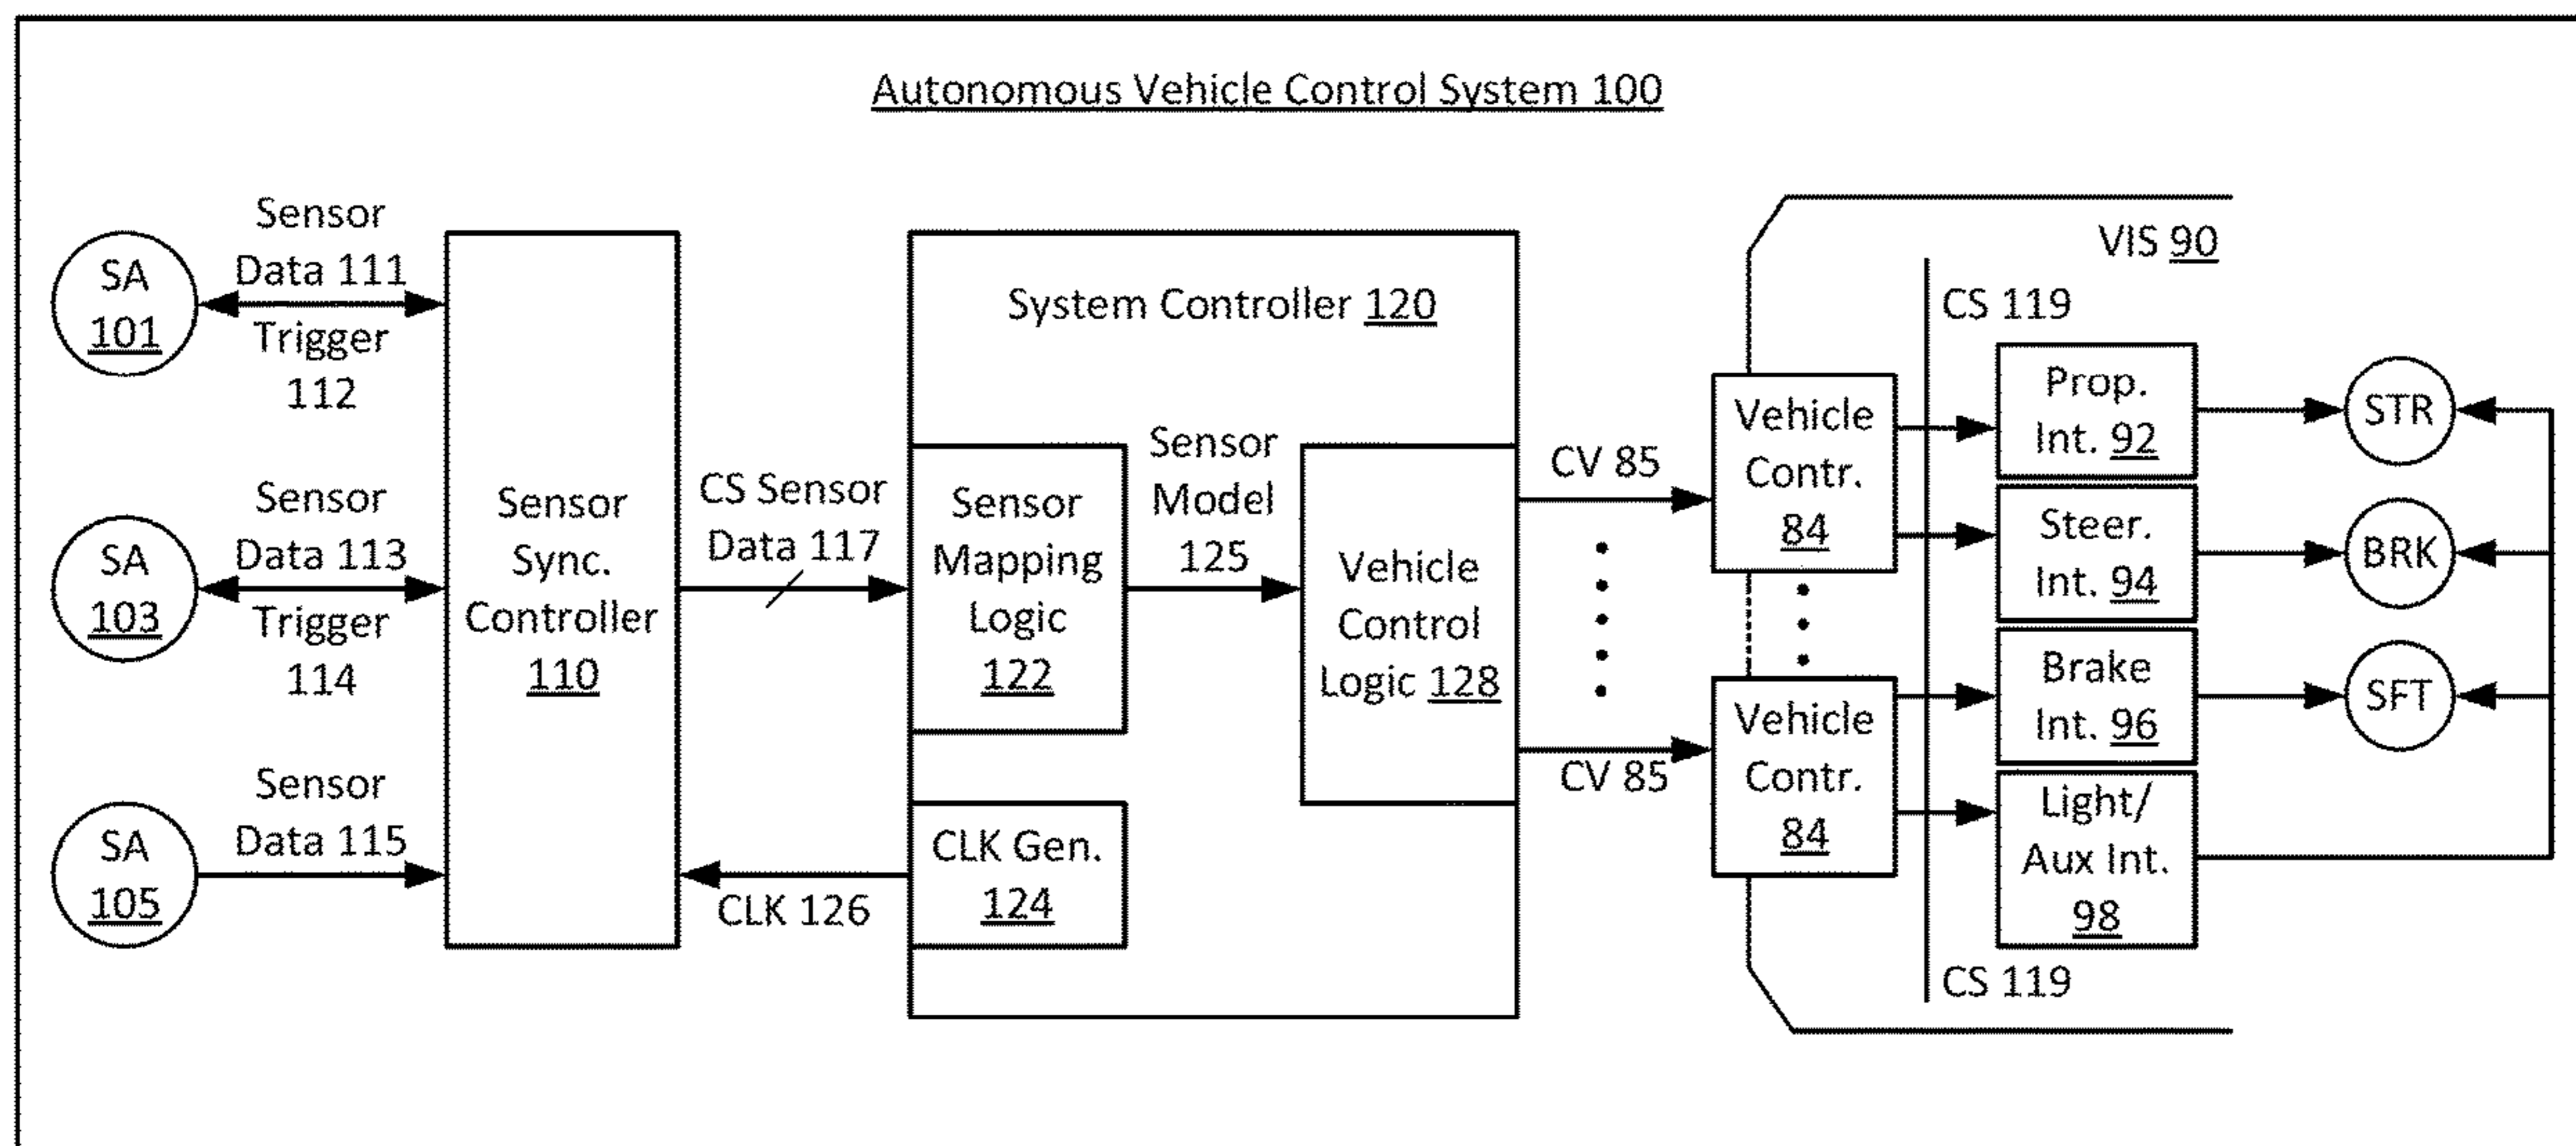 Autonomous Vehicle Control System 100
SA
101
Sensor
Data 111
Trigger
112
SA
103
Sensor
Data 113
Trigger
114
SA
105
Sensor
Data 115
Sensor
Sync.
Controller
110
CS Sensor
Data 117
CLK 126
System Controller 120
Sensor
Mapping
Logic
122
CLK Gen.
124
Sensor
Model
125
Vehicle
Control
Logic 128
CV 85
CV 85
VIS 90
Vehicle
Contr.
84
Vehicle
Contr.
84
CS 119
CS 119
Prop.
Int. 92
Steer.
Int. 94
Brake
Int. 96
Light/
Aux Int.
98
STR
BRK
SFT